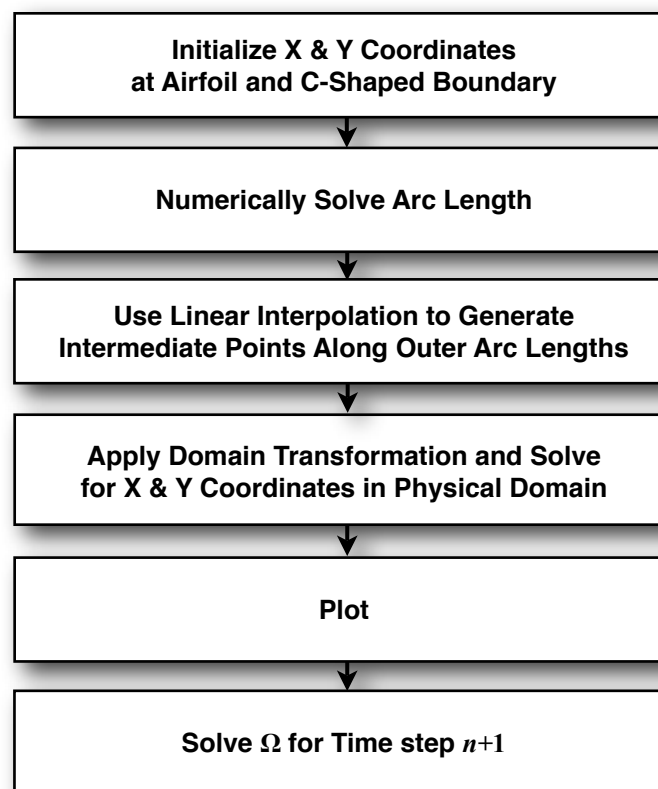 Initialize X & Y Coordinates
at Airfoil and C-Shaped Boundary
Numerically Solve Arc Length
Use Linear Interpolation to Generate
Intermediate Points Along Outer Arc Lengths
Apply Domain Transformation and Solve
for X & Y Coordinates in Physical Domain
Plot
Solve Ω for Time step n+1